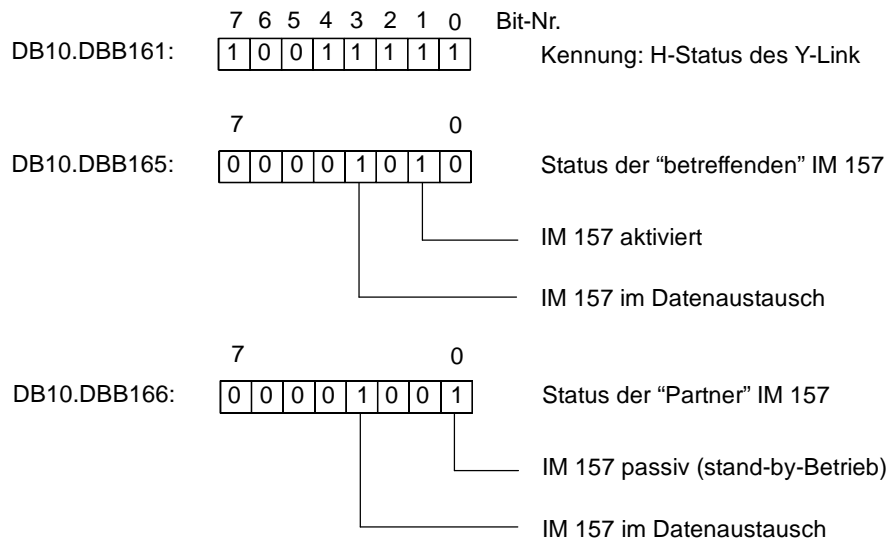 7 6 5 4 3 2 1 0 Bit-Nr.
DB10.DBB161: 1 0 0 1 1 1 1 1 Kennung: H-Status des Y-Link
7 0
DB10.DBB165: 0 0 0 0 1 0 1 0 Status der “betreffenden” IM 157
IM 157 aktiviert
IM 157 im Datenaustausch
7 0
DB10.DBB166: 0 0 0 0 1 0 0 1 Status der “Partner” IM 157
IM 157 passiv (stand-by-Betrieb)
IM 157 im Datenaustausch